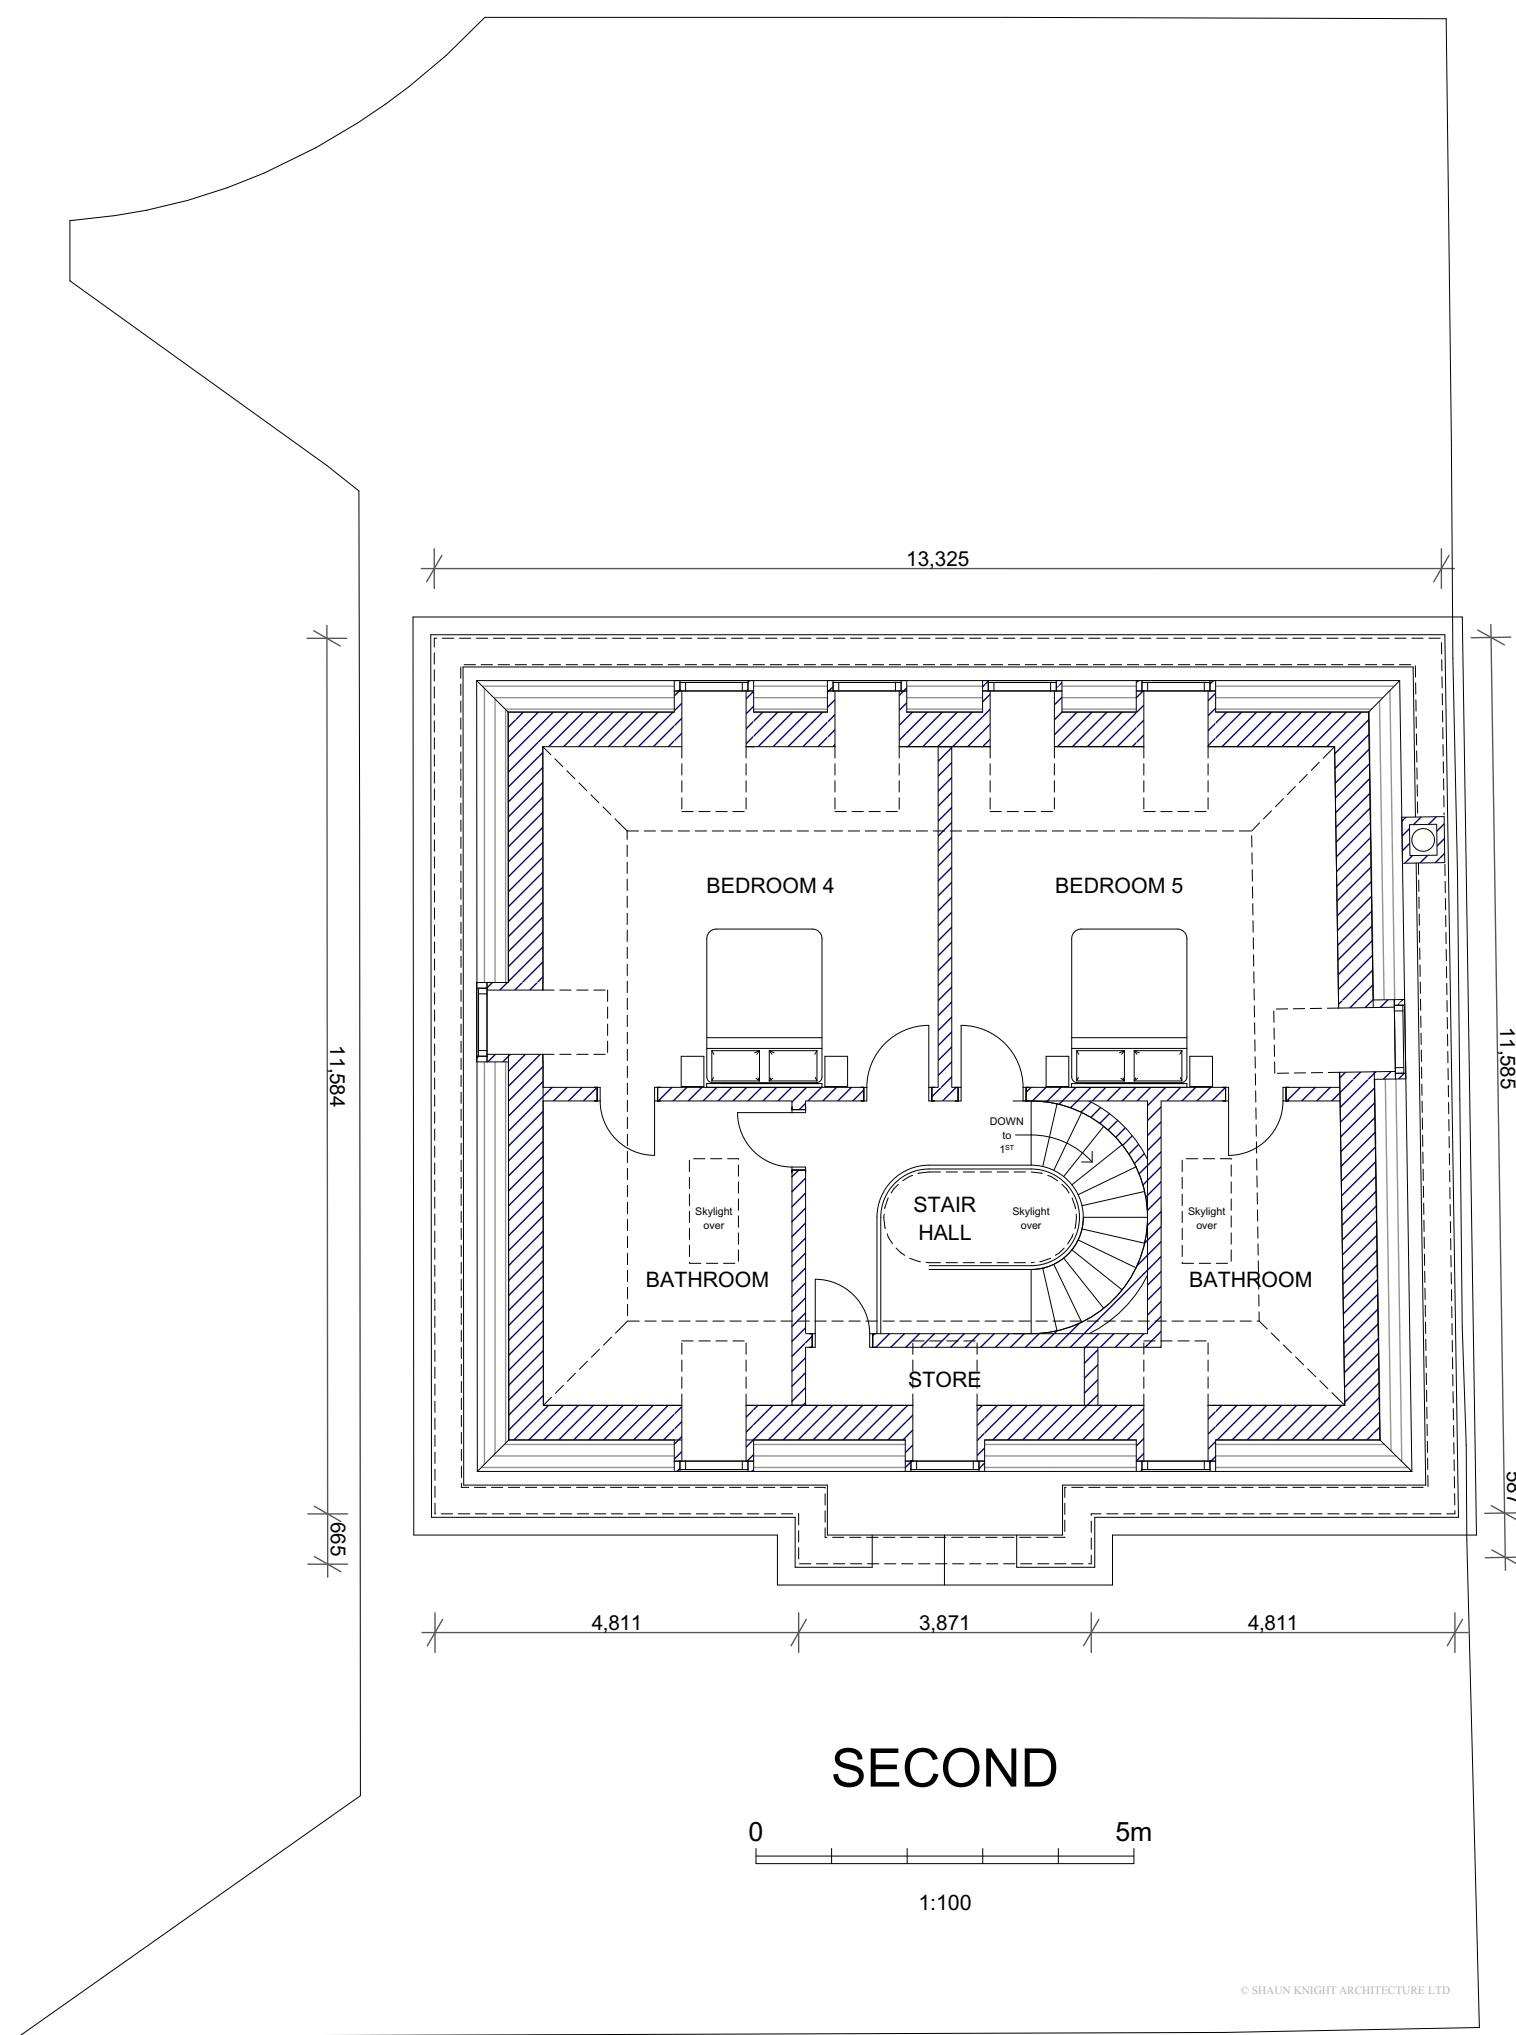 13,325
BEDROOM 4
BEDROOM 5
11,584
11,585
DOWN
to
1ST
STAIR
HALL
Skylight
over
Skylight
over
Skylight
over
BATHROOM
BATHROOM
STORE
665
587
4,811
3,871
4,811
SECOND
0
5m
1:100
© SHAUN KNIGHT ARCHITECTURE LTD